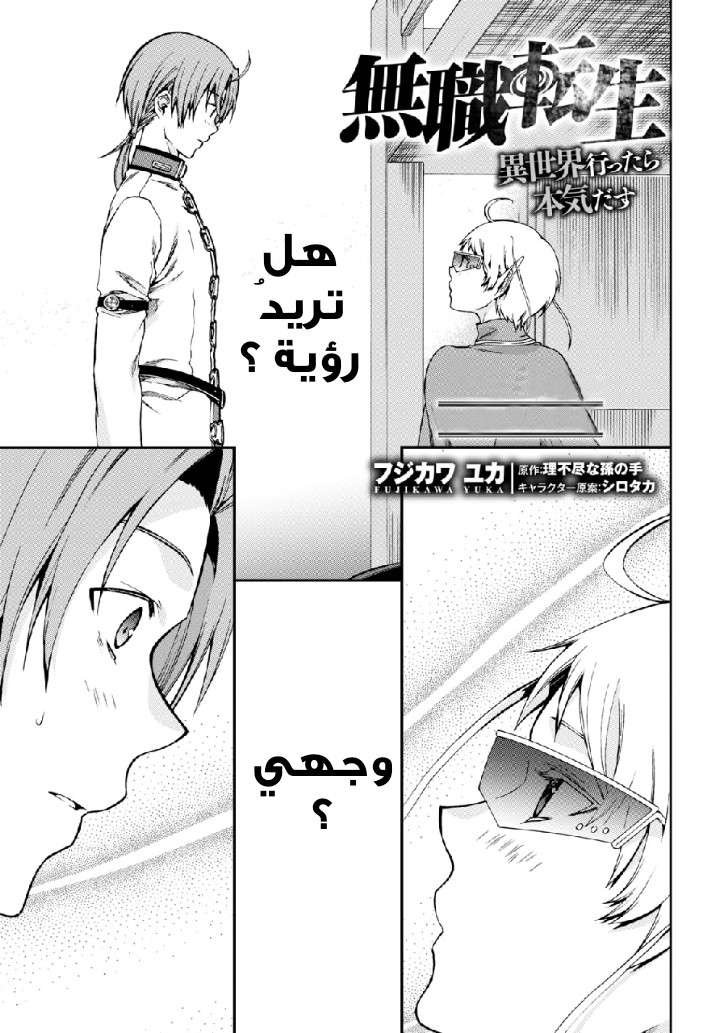 無職転生
異世界行ったら
本気だす
هل
تريدُ
رؤية ؟
フジカワ ユカ
FUJIKAWA YUKA
原作:理不尽な孫の手
キャラクター原案:シロタカ
وجهي
؟